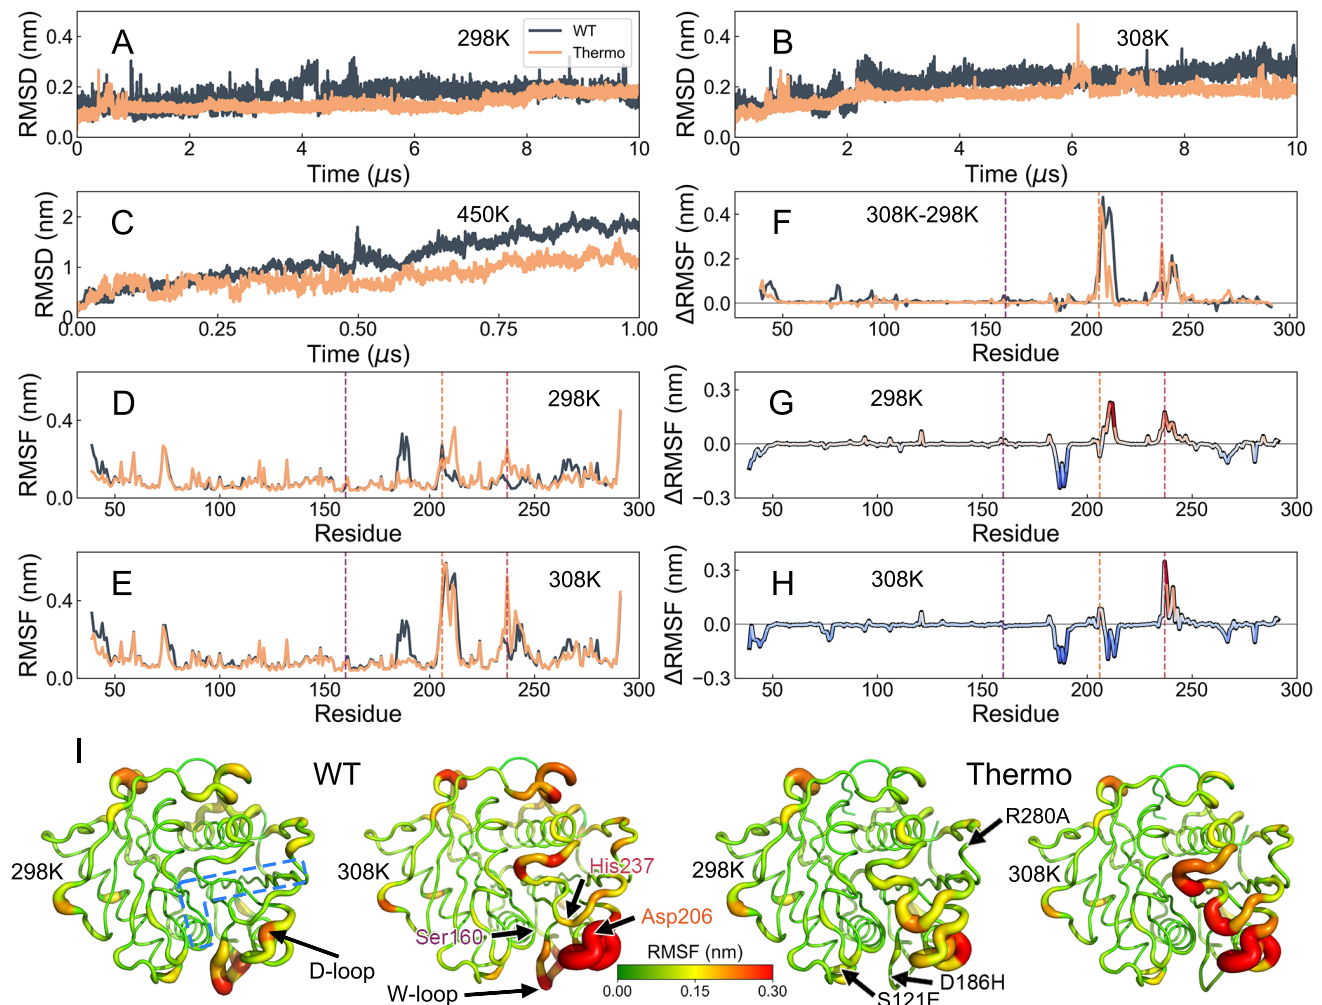 A
298K
WT
Thermo
RMSD (nm)
0.4
0.2
0.0
0 2 4 6 8 10
Time (μs)
B
308K
RMSD (nm)
0.4
0.2
0.0
0 2 4 6 8 10
Time (μs)
C
450K
RMSD (nm)
2
1
0
0.00 0.25 0.50 0.75 1.00
Time (μs)
F
308K-298K
ΔRMSF (nm)
0.4
0.2
0.0
50 100 150 200 250 300
Residue
D
298K
RMSF (nm)
0.4
0.0
50 100 150 200 250 300
Residue
G
298K
ΔRMSF (nm)
0.3
0.0
−0.3
50 100 150 200 250 300
Residue
E
308K
RMSF (nm)
0.4
0.0
50 100 150 200 250 300
Residue
H
308K
ΔRMSF (nm)
0.3
0.0
−0.3
50 100 150 200 250 300
Residue
I
WT
Thermo
298K
308K
298K
308K
R280A
His237
Asp206
Ser160
D-loop
W-loop
RMSF (nm)
0.00 0.15 0.30
D186H
S121E